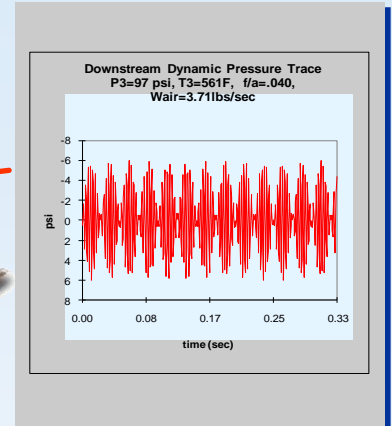 Downstream Dynamic Pressure Trace
P3=97 psi, T3=561F, f/a=.040,
Wair=3.71lbs/sec
-8
-6
-4
-2
0
2
4
6
8
psi
0.00 0.08 0.17 0.25 0.33
time (sec)